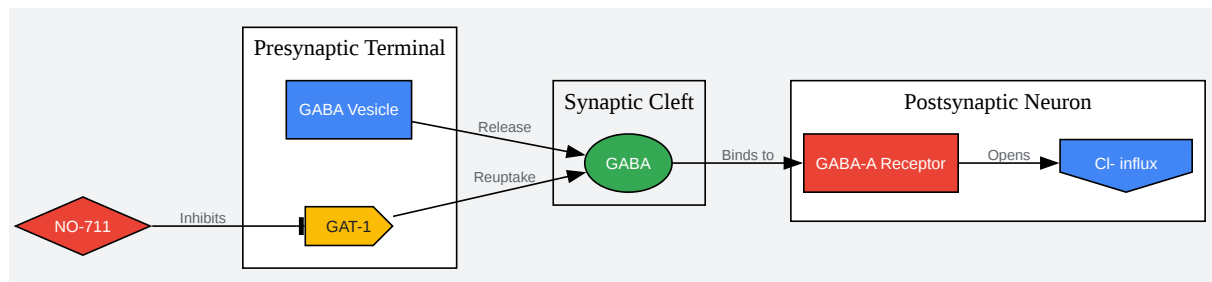 Presynaptic Terminal
GABA Vesicle
Release
Synaptic Cleft
GABA
Reuptake
Postsynaptic Neuron
Binds to
GABA-A Receptor
Opens
Cl- influx
NO-711
Inhibits
GAT-1